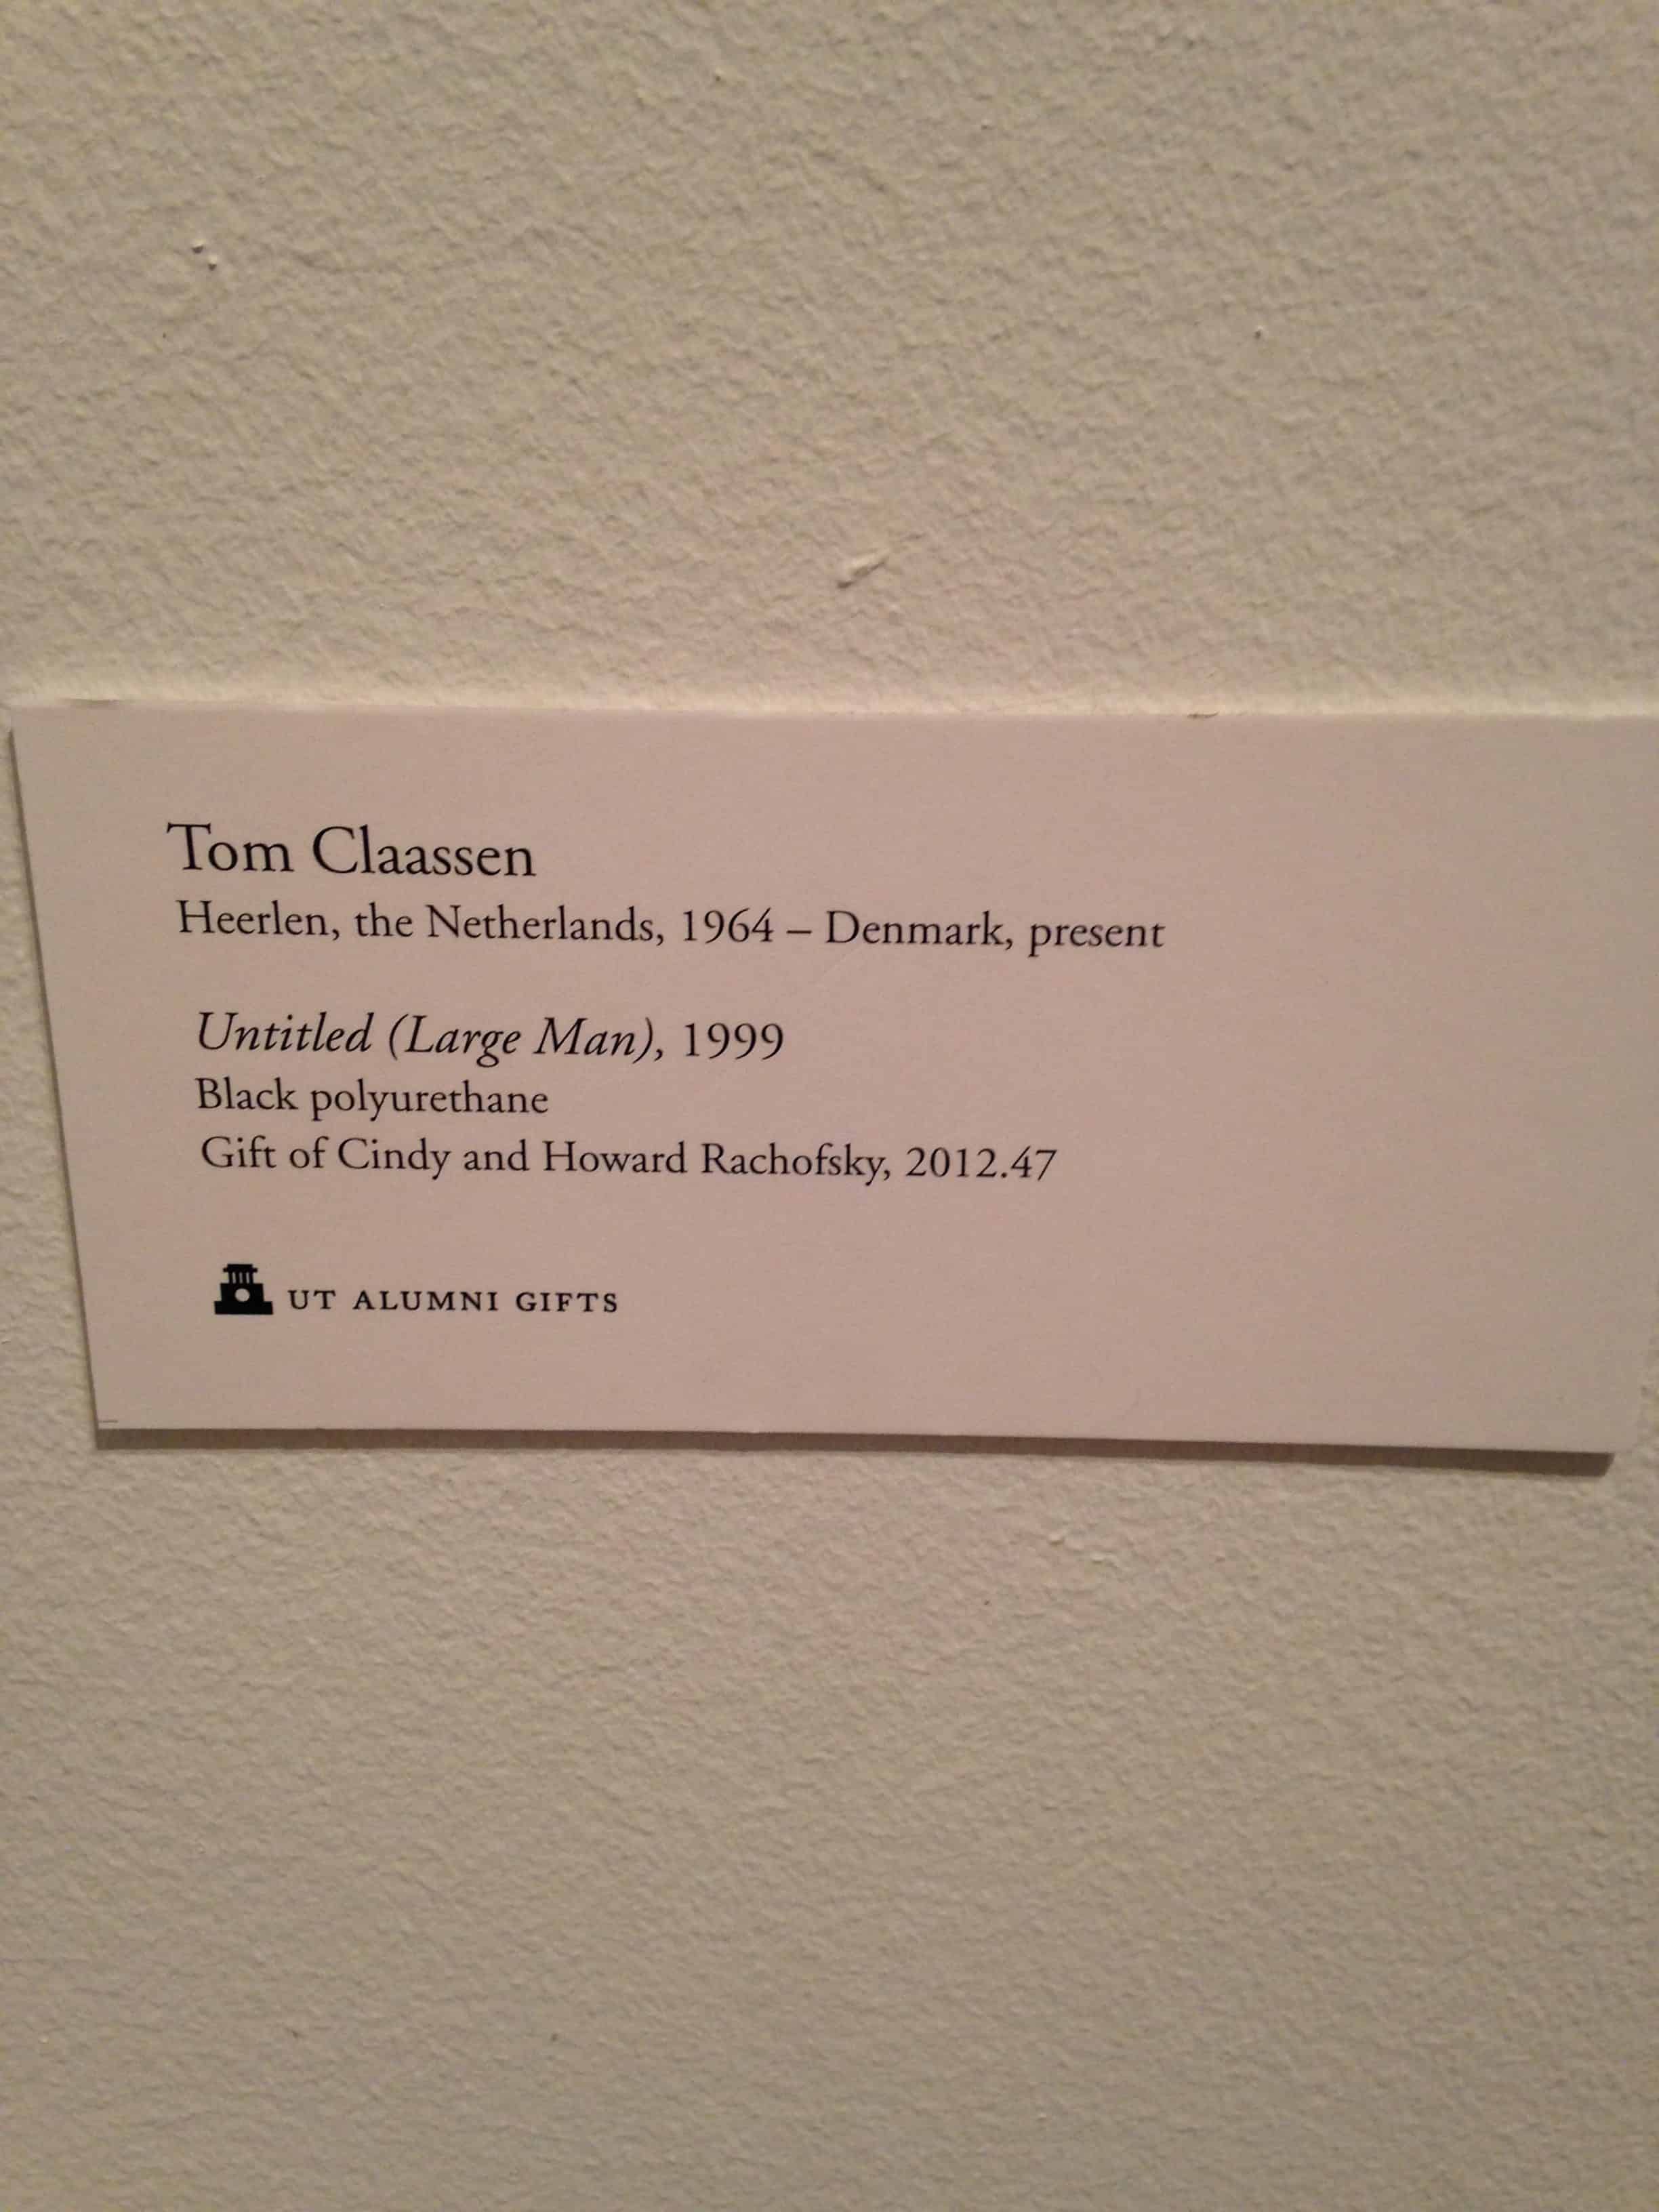 Tom Claassen
Heerlen, the Netherlands, 1964 – Denmark, present
Untitled (Large Man), 1999
Black polyurethane
Gift of Cindy and Howard Rachofsky, 2012.47
UT ALUMNI GIFTS